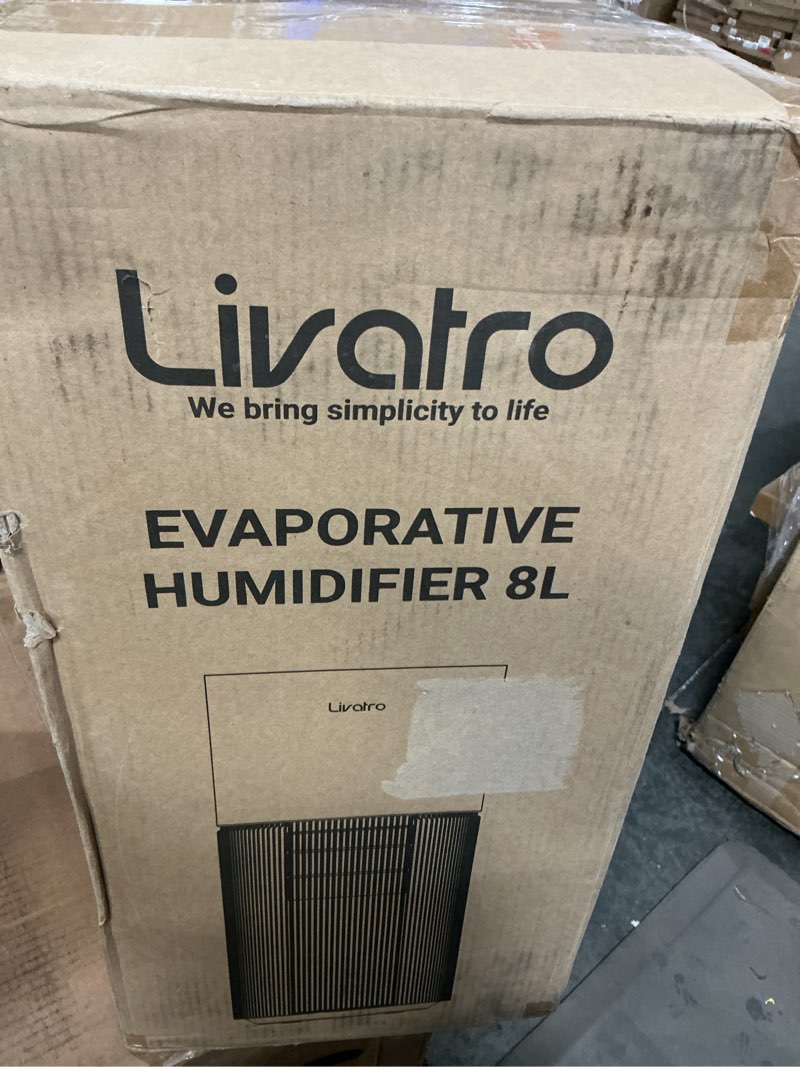 Livatro
We bring simplicity to life
EVAPORATIVE
HUMIDIFIER 8L
Livatro